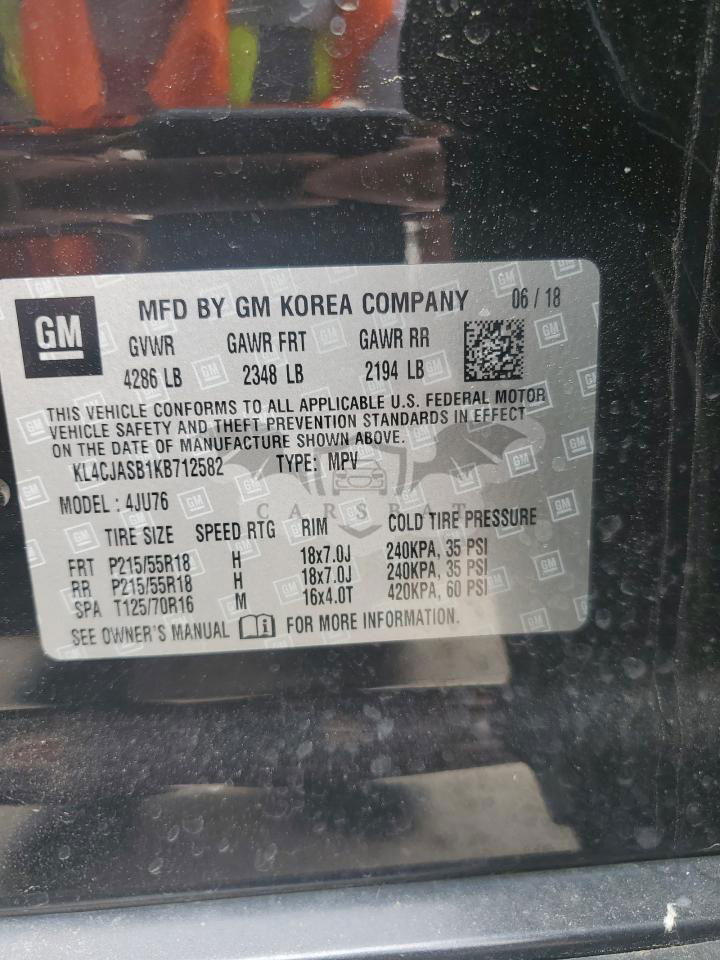 GM
MFD BY GM KOREA COMPANY 06 / 18
GVWR GAWR FRT GAWR RR
4286 LB 2348 LB 2194 LB
THIS VEHICLE CONFORMS TO ALL APPLICABLE U.S. FEDERAL MOTOR
VEHICLE SAFETY AND THEFT PREVENTION STANDARDS IN EFFECT
ON THE DATE OF MANUFACTURE SHOWN ABOVE.
KL4CJASB1KB712582 TYPE: MPV
MODEL: 4JU76
CARSBAT
TIRE SIZE SPEED RTG RIM COLD TIRE PRESSURE
FRT P215/55R18 H 18x7.0J 240KPA, 35 PSI
RR P215/55R18 H 18x7.0J 240KPA, 35 PSI
SPA T125/70R16 M 16x4.0T 420KPA, 60 PSI
SEE OWNER'S MANUAL FOR MORE INFORMATION.